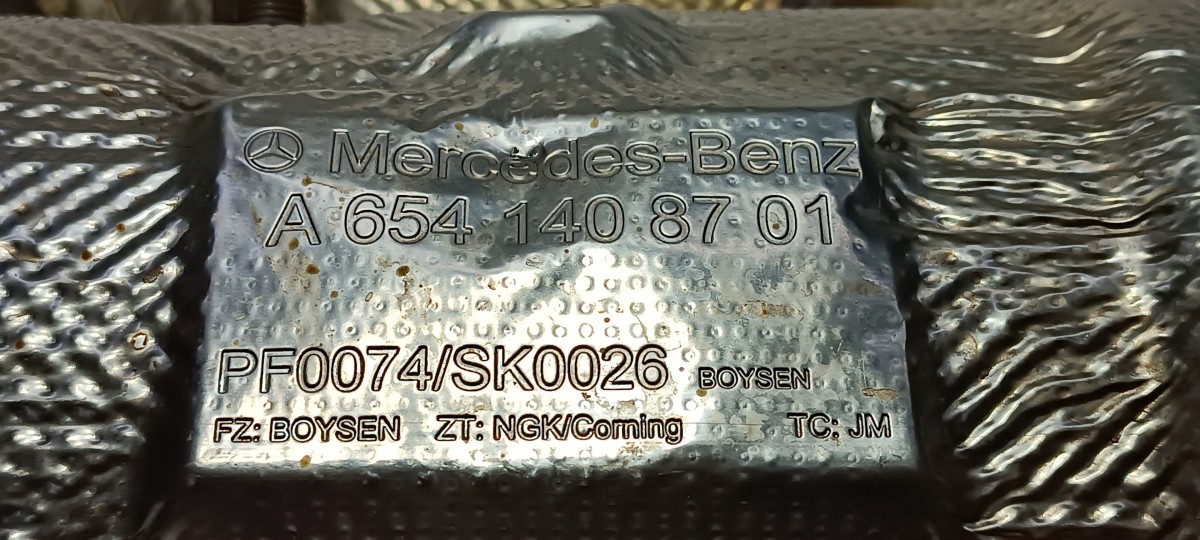 Mercedes-Benz
A 654 140 87 01
PF0074/SK0026 BOYSEN
FZ: BOYSEN ZT: NGK/Corning TC: JM